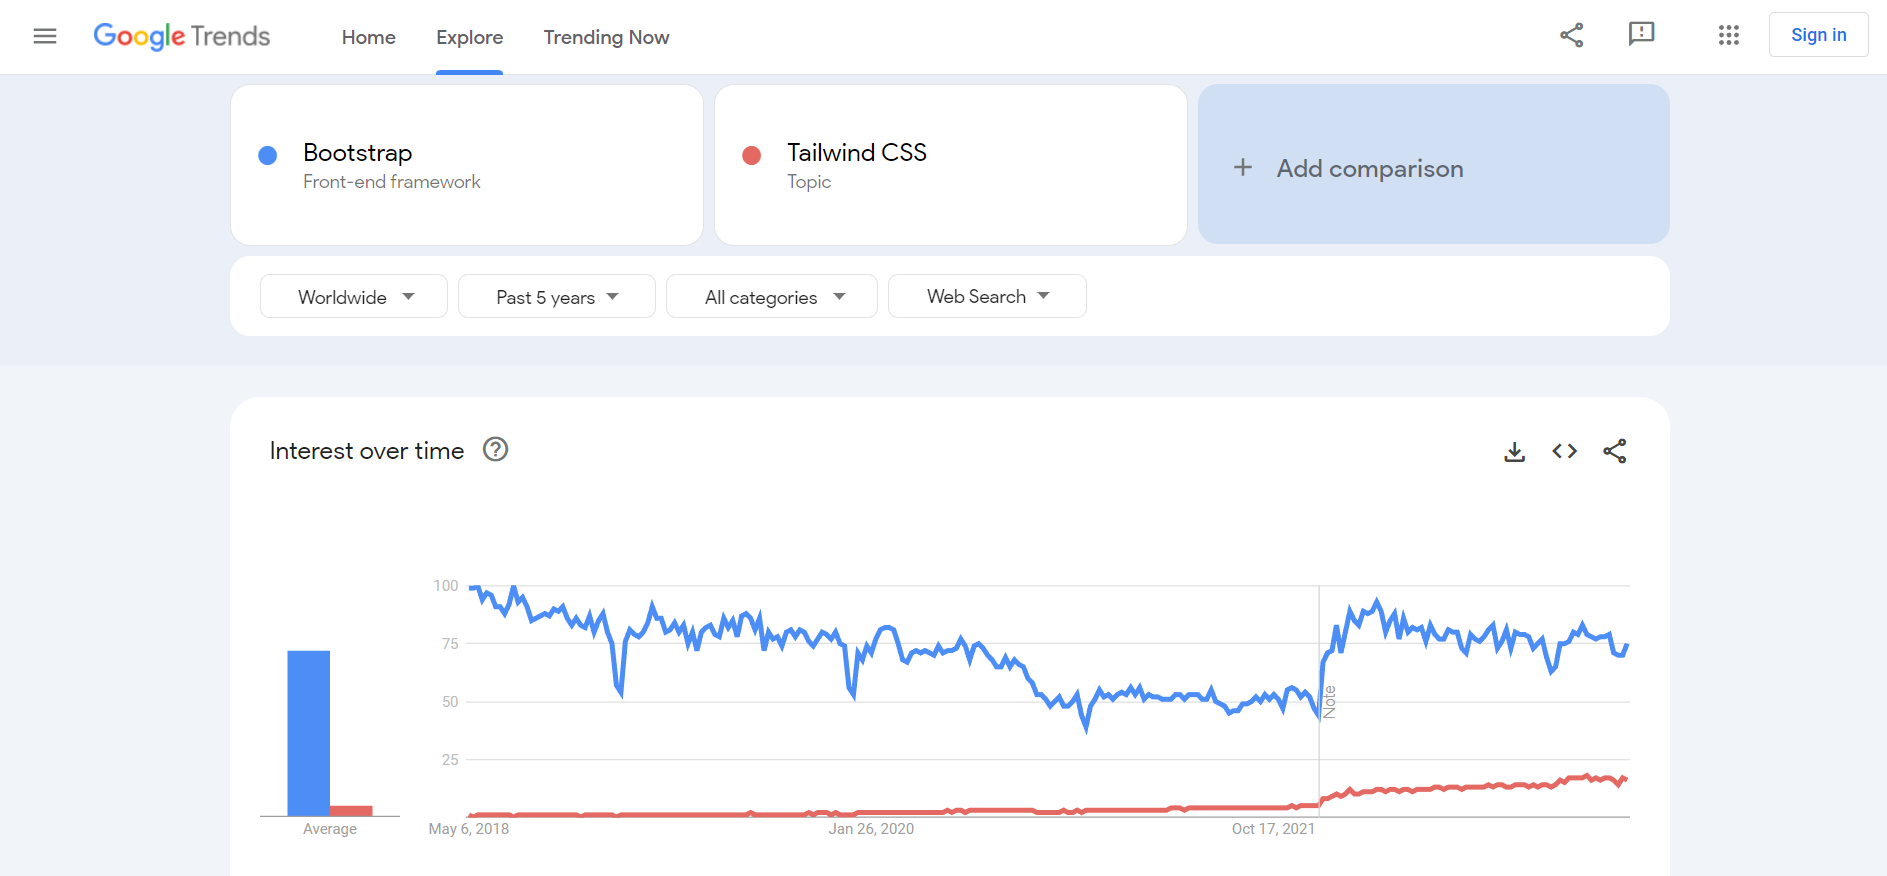 Google Trends
Home
Explore
Trending Now
Sign in
Bootstrap
Front-end framework
Tailwind CSS
Topic
+ Add comparison
Worldwide
Past 5 years
All categories
Web Search
Interest over time
?
100
75
50
25
Note
Average
May 6, 2018
Jan 26, 2020
Oct 17, 2021